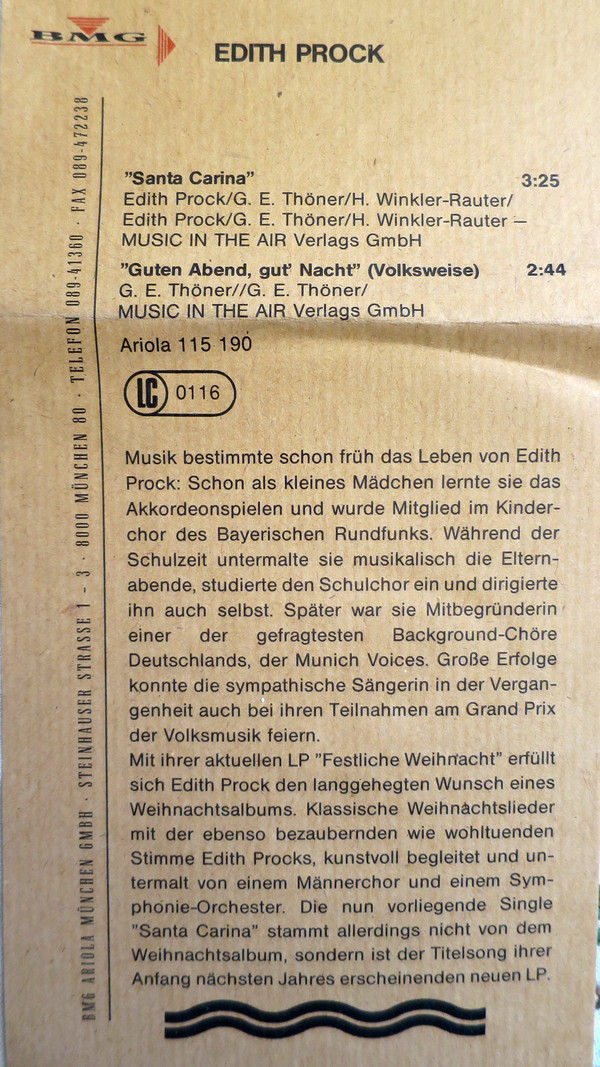 BMG
EDITH PROCK
"Santa Carina" 3:25
Edith Prock/G. E. Thöner/H. Winkler-Rauter/
Edith Prock/G. E. Thöner/H. Winkler-Rauter –
MUSIC IN THE AIR Verlags GmbH
"Guten Abend, gut' Nacht" (Volksweise) 2:44
G. E. Thöner//G. E. Thöner/
MUSIC IN THE AIR Verlags GmbH
Ariola 115 190
LC 0116
Musik bestimmte schon früh das Leben von Edith
Prock: Schon als kleines Mädchen lernte sie das
Akkordeonspielen und wurde Mitglied im Kinder-
chor des Bayerischen Rundfunks. Während der
Schulzeit untermalte sie musikalisch die Eltern-
abende, studierte den Schulchor ein und dirigierte
ihn auch selbst. Später war sie Mitbegründerin
einer der gefragtesten Background-Chöre
Deutschlands, der Munich Voices. Große Erfolge
konnte die sympathische Sängerin in der Vergan-
genheit auch bei ihren Teilnahmen am Grand Prix
der Volksmusik feiern.
Mit ihrer aktuellen LP "Festliche Weihnacht" erfüllt
sich Edith Prock den langgehegten Wunsch eines
Weihnachtsalbums. Klassische Weihnachtslieder
mit der ebenso bezaubernden wie wohltuenden
Stimme Edith Procks, kunstvoll begleitet und un-
termalt von einem Männerchor und einem Sym-
phonie-Orchester. Die nun vorliegende Single
"Santa Carina" stammt allerdings nicht von dem
Weihnachtsalbum, sondern ist der Titelsong ihrer
Anfang nächsten Jahres erscheinenden neuen LP.
BMG ARIOLA MÜNCHEN GMBH · STEINHAUSER STRASSE 1 - 3 · 8000 MÜNCHEN 80 · TELEFON 089-41360 · FAX 089-472238